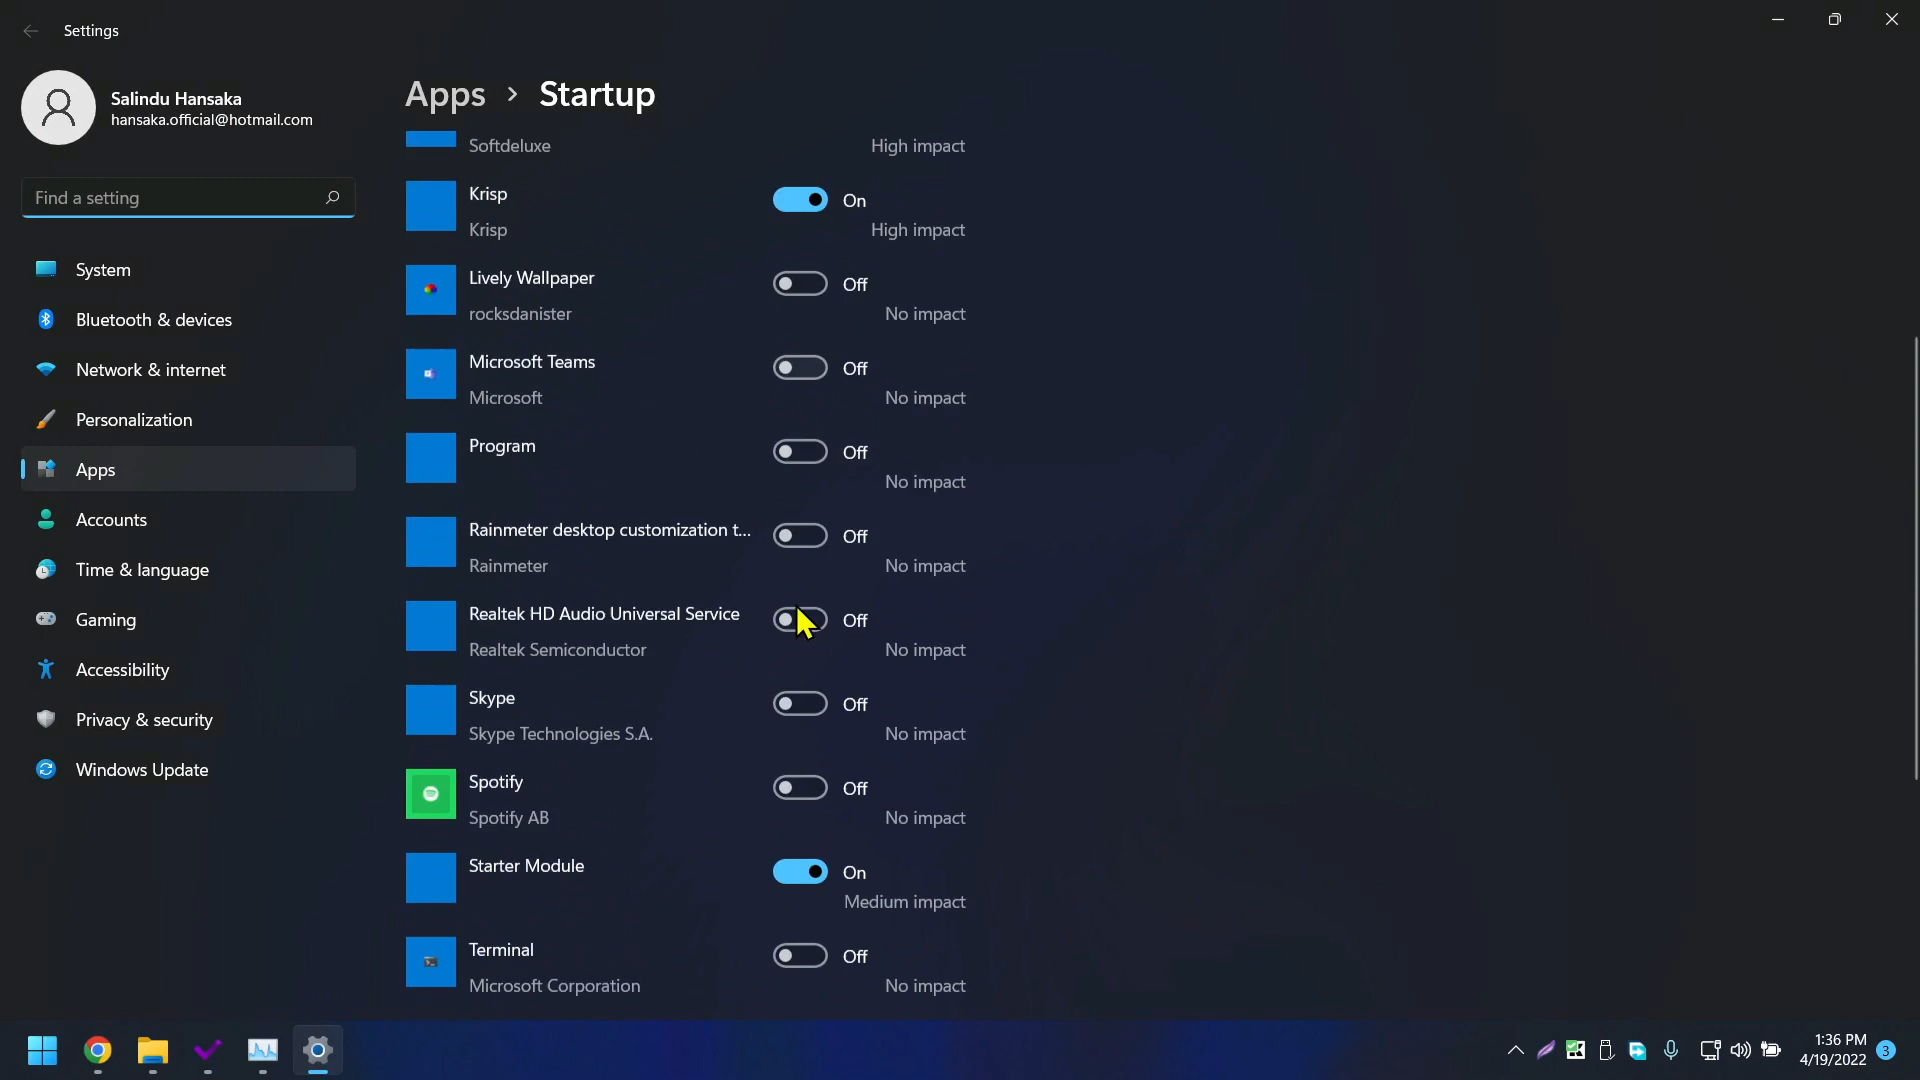 Settings
Salindu Hansaka
hansaka.official@hotmail.com
Find a setting
System
Bluetooth & devices
Network & internet
Personalization
Apps
Accounts
Time & language
Gaming
Accessibility
Privacy & security
Windows Update
Apps > Startup
Softdeluxe High impact
Krisp On
Krisp High impact
Lively Wallpaper Off
rocksdanister No impact
Microsoft Teams Off
Microsoft No impact
Program Off
No impact
Rainmeter desktop customization t... Off
Rainmeter No impact
Realtek HD Audio Universal Service Off
Realtek Semiconductor No impact
Skype Off
Skype Technologies S.A. No impact
Spotify Off
Spotify AB No impact
Starter Module On
Medium impact
Terminal Off
Microsoft Corporation No impact
1:36 PM
4/19/2022 3